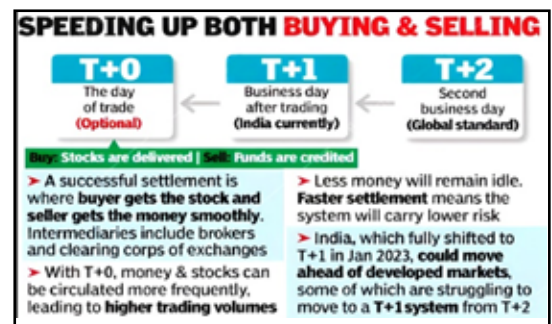 SPEEDING UP BOTH BUYING & SELLING
T+0
The day
of trade
(Optional)
T+1
Business day
after trading
(India currently)
T+2
Second
business day
(Global standard)
Buy: Stocks are delivered | Sell: Funds are credited
➤ A successful settlement is
where buyer gets the stock and
seller gets the money smoothly.
Intermediaries include brokers
and clearing corps of exchanges
➤ With T+0, money & stocks can
be circulated more frequently,
leading to higher trading volumes
➤ Less money will remain idle.
Faster settlement means the
system will carry lower risk
➤ India, which fully shifted to
T+1 in Jan 2023, could move
ahead of developed markets,
some of which are struggling to
move to a T+1 system from T+2